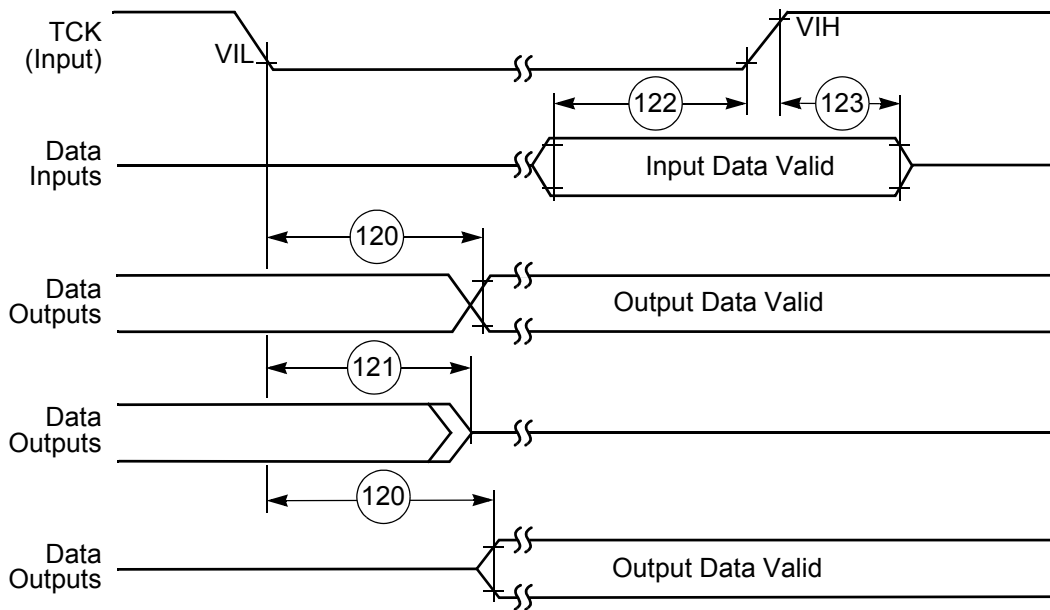 TCK
(Input)
VIL
VIH
122
123
Data
Inputs
Input Data Valid
120
Data
Outputs
Output Data Valid
121
Data
Outputs
120
Data
Outputs
Output Data Valid